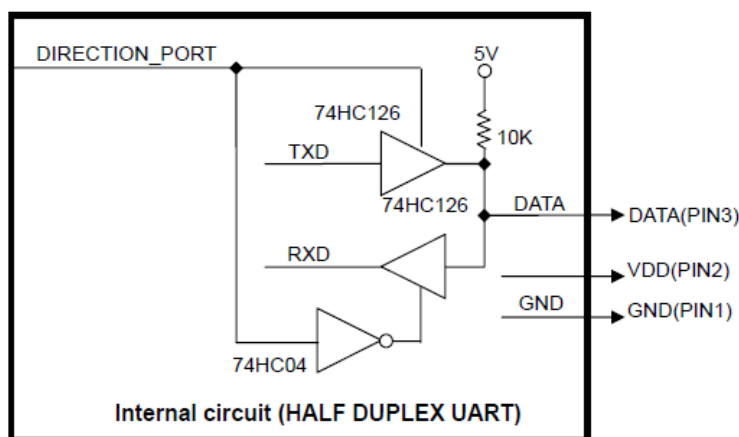 DIRECTION_PORT
5V
74HC126
10K
TXD
74HC126
DATA
DATA(PIN3)
RXD
VDD(PIN2)
GND
GND(PIN1)
74HC04
Internal circuit (HALF DUPLEX UART)